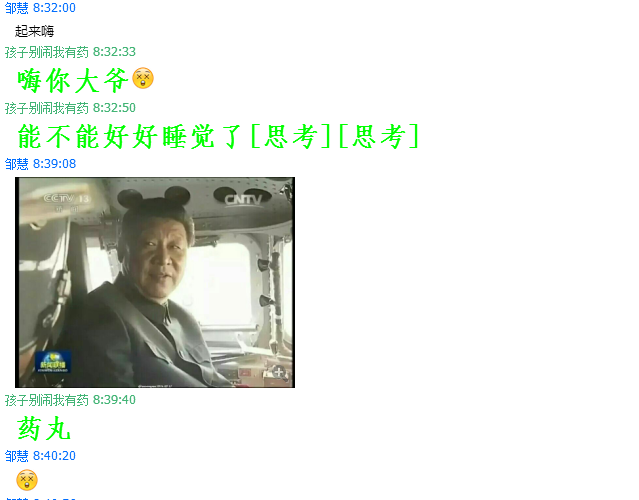 邹慧 8:32:00
起来嗨
孩子别闹我有药 8:32:33
嗨你大爷
孩子别闹我有药 8:32:50
能不能好好睡觉了[思考][思考]
邹慧 8:39:08
CCTV 13
CNTV
新闻联播
孩子别闹我有药 8:39:40
药丸
邹慧 8:40:20